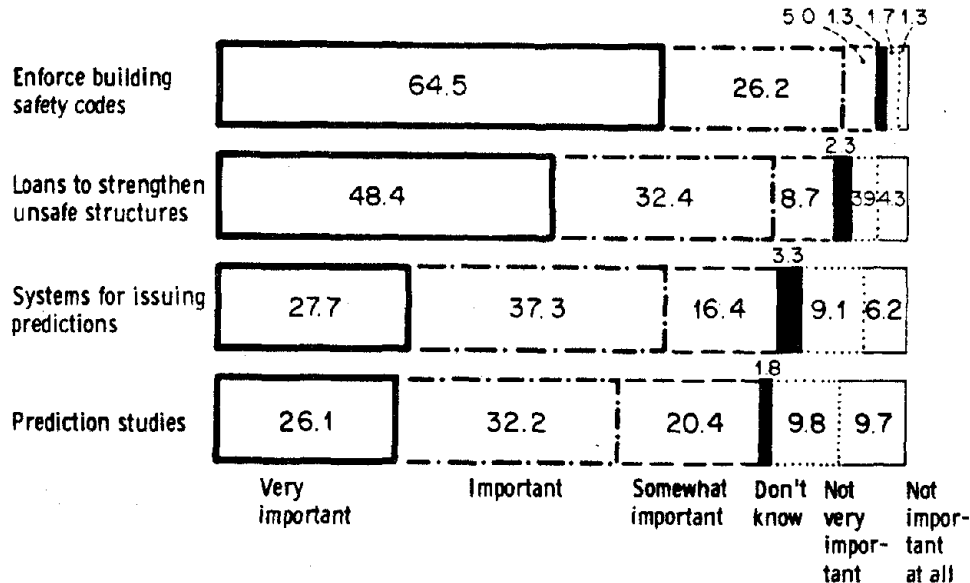 5.0 1.3 1.7 1.3
Enforce building
safety codes
64.5 26.2
2.3
Loans to strengthen
unsafe structures
48.4 32.4 8.7 3.9 4.3
3.3
Systems for issuing
predictions
27.7 37.3 16.4 9.1 6.2
1.8
Prediction studies
26.1 32.2 20.4 9.8 9.7
Very
important
Important
Somewhat
important
Don't
know
Not
very
impor-
tant
Not
impor-
tant
at all